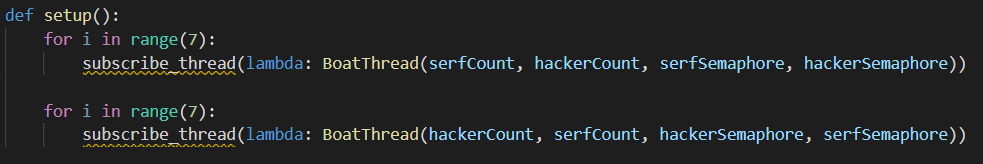 def setup():
    for i in range(7):
        subscribe_thread(lambda: BoatThread(serfCount, hackerCount, serfSemaphore, hackerSemaphore))
    for i in range(7):
        subscribe_thread(lambda: BoatThread(hackerCount, serfCount, hackerSemaphore, serfSemaphore))